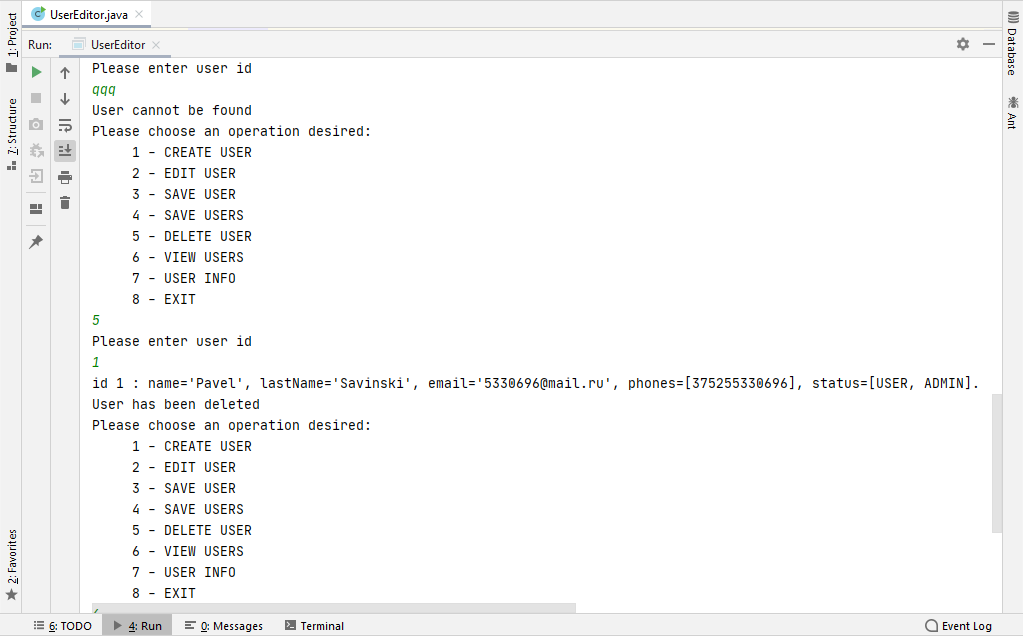 UserEditor.java
Run: UserEditor
1: Project
7: Structure
2: Favorites
Database
Ant
Please enter user id
qqq
User cannot be found
Please choose an operation desired:
1 – CREATE USER
2 – EDIT USER
3 – SAVE USER
4 – SAVE USERS
5 – DELETE USER
6 – VIEW USERS
7 – USER INFO
8 – EXIT
5
Please enter user id
1
id 1 : name='Pavel', lastName='Savinski', email='5330696@mail.ru', phones=[375255330696], status=[USER, ADMIN].
User has been deleted
Please choose an operation desired:
1 – CREATE USER
2 – EDIT USER
3 – SAVE USER
4 – SAVE USERS
5 – DELETE USER
6 – VIEW USERS
7 – USER INFO
8 – EXIT
6: TODO 4: Run 0: Messages Terminal Event Log